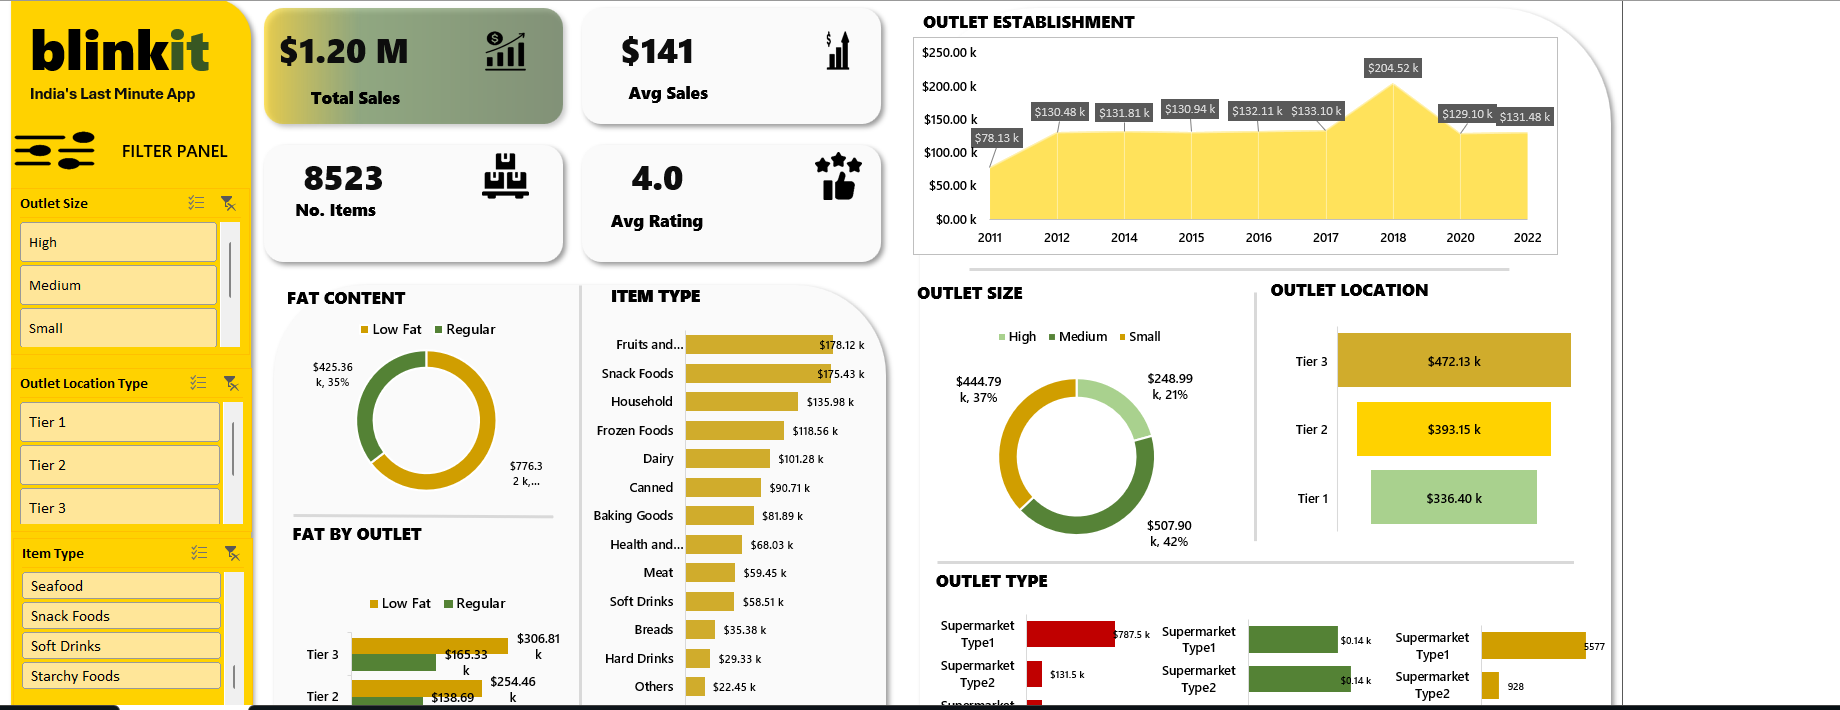 blinkit
India's Last Minute App
FILTER PANEL
Outlet Size
High
Medium
Small
Outlet Location Type
Tier 1
Tier 2
Tier 3
Item Type
Seafood
Snack Foods
Soft Drinks
Starchy Foods
$1.20 M
Total Sales
$141
Avg Sales
8523
No. Items
4.0
Avg Rating
FAT CONTENT
Low Fat Regular
$425.36
k, 35%
$776.3
2 k,...
FAT BY OUTLET
Low Fat Regular
Tier 3
$306.81
k
$165.33
k
Tier 2
$254.46
k
$138.69
ITEM TYPE
Fruits and... $178.12 k
Snack Foods $175.43 k
Household $135.98 k
Frozen Foods $118.56 k
Dairy $101.28 k
Canned $90.71 k
Baking Goods $81.89 k
Health and... $68.03 k
Meat $59.45 k
Soft Drinks $58.51 k
Breads $35.38 k
Hard Drinks $29.33 k
Others $22.45 k
OUTLET ESTABLISHMENT
$250.00 k
$200.00 k
$150.00 k
$100.00 k
$50.00 k
$0.00 k
$78.13 k
$130.48 k
$131.81 k
$130.94 k
$132.11 k
$133.10 k
$204.52 k
$129.10 k
$131.48 k
2011 2012 2014 2015 2016 2017 2018 2020 2022
OUTLET SIZE
High Medium Small
$444.79
k, 37%
$248.99
k, 21%
$507.90
k, 42%
OUTLET LOCATION
Tier 3 $472.13 k
Tier 2 $393.15 k
Tier 1 $336.40 k
OUTLET TYPE
Supermarket
Type1
$787.5 k
Supermarket
Type2
$131.5 k
Supermarket
Type1
$0.14 k
Supermarket
Type2
$0.14 k
Supermarket
Type1
5577
Supermarket
Type2
928